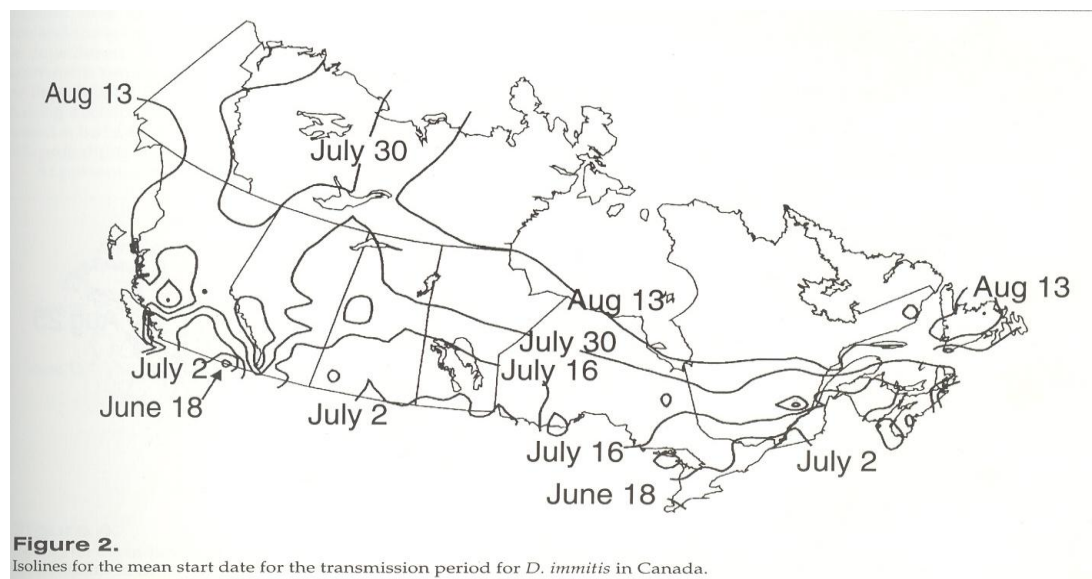 Aug 13
July 30
Aug 13
Aug 13
July 30
July 16
July 2
June 18
July 2
July 16
July 2
June 18
Figure 2.
Isolines for the mean start date for the transmission period for D. immitis in Canada.